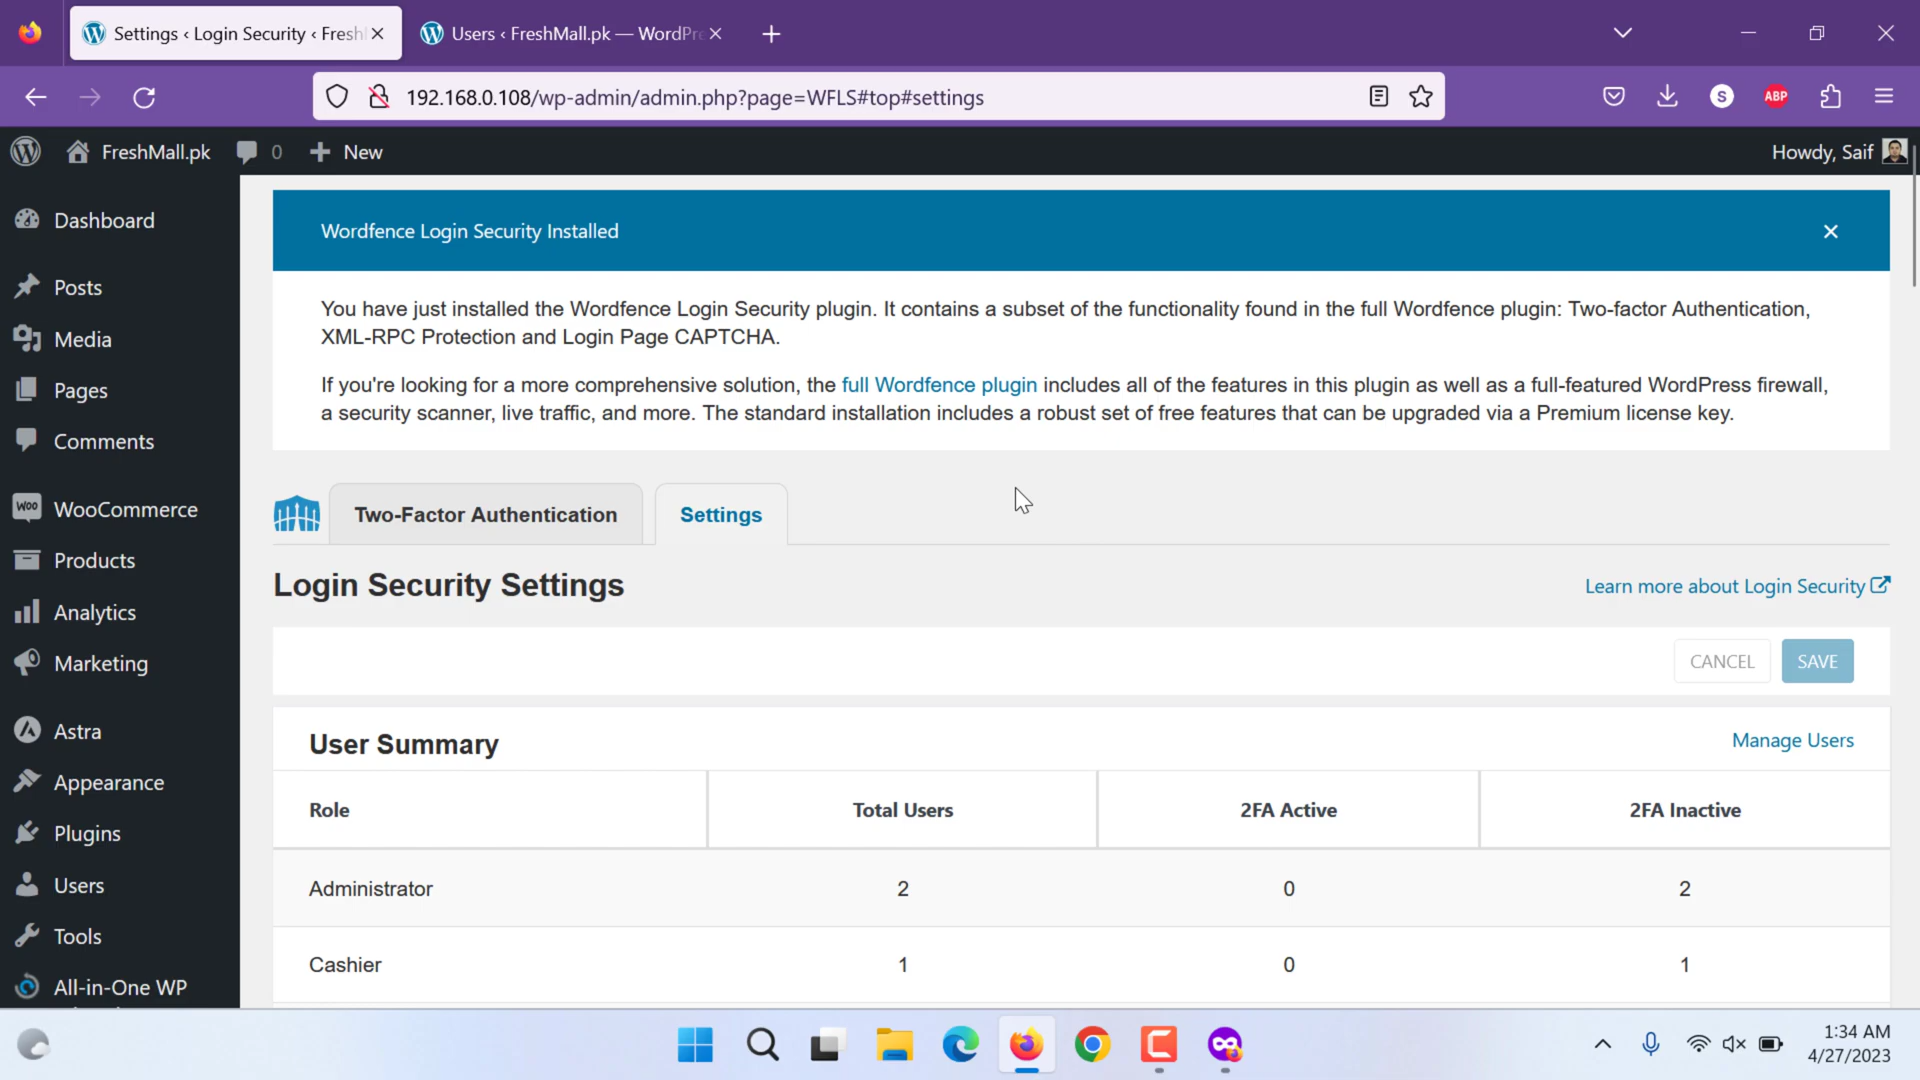 Settings ‹ Login Security ‹ Fresh
Users ‹ FreshMall.pk — WordPr
192.168.0.108/wp-admin/admin.php?page=WFLS#top#settings
S
ABP
FreshMall.pk
0
New
Howdy, Saif
Dashboard
Posts
Media
Pages
Comments
WOO
WooCommerce
Products
Analytics
Marketing
Astra
Appearance
Plugins
Users
Tools
All-in-One WP
Wordfence Login Security Installed
You have just installed the Wordfence Login Security plugin. It contains a subset of the functionality found in the full Wordfence plugin: Two-factor Authentication,
XML-RPC Protection and Login Page CAPTCHA.
If you're looking for a more comprehensive solution, the full Wordfence plugin includes all of the features in this plugin as well as a full-featured WordPress firewall,
a security scanner, live traffic, and more. The standard installation includes a robust set of free features that can be upgraded via a Premium license key.
Two-Factor Authentication
Settings
Login Security Settings
Learn more about Login Security
CANCEL
SAVE
User Summary
Manage Users
Role Total Users 2FA Active 2FA Inactive
Administrator 2 0 2
Cashier 1 0 1
1:34 AM
4/27/2023